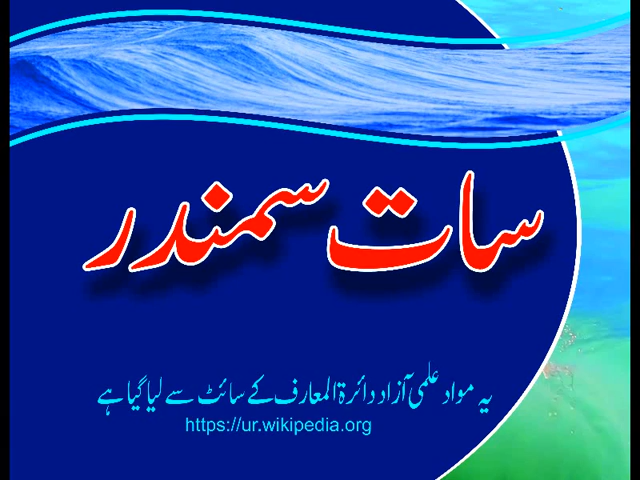 سات سمندر
یہ مواد علمی آزاد دائرۃ المعارف کے سائٹ سے لیا گیا ہے
https://ur.wikipedia.org